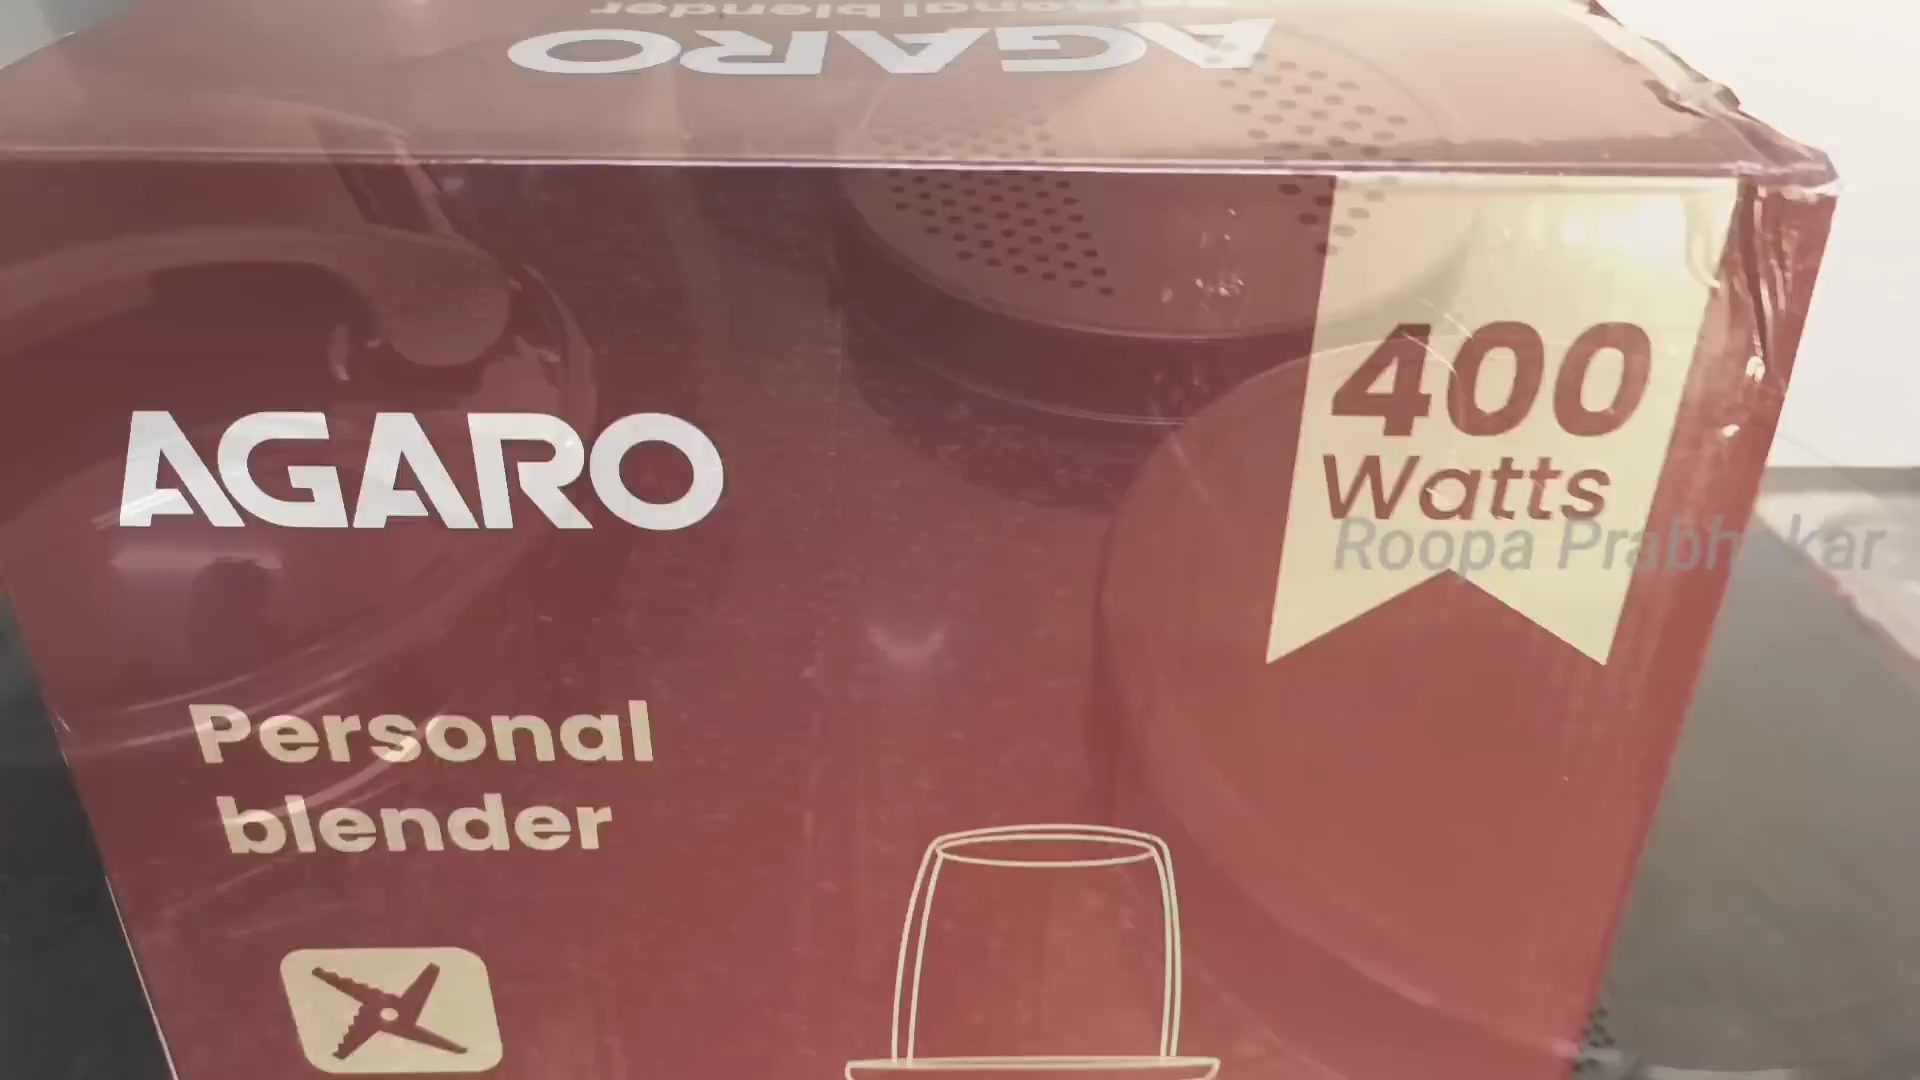 Personal blender
AGARO
AGARO
400
Watts
Roopa Prabhakar
Personal
blender